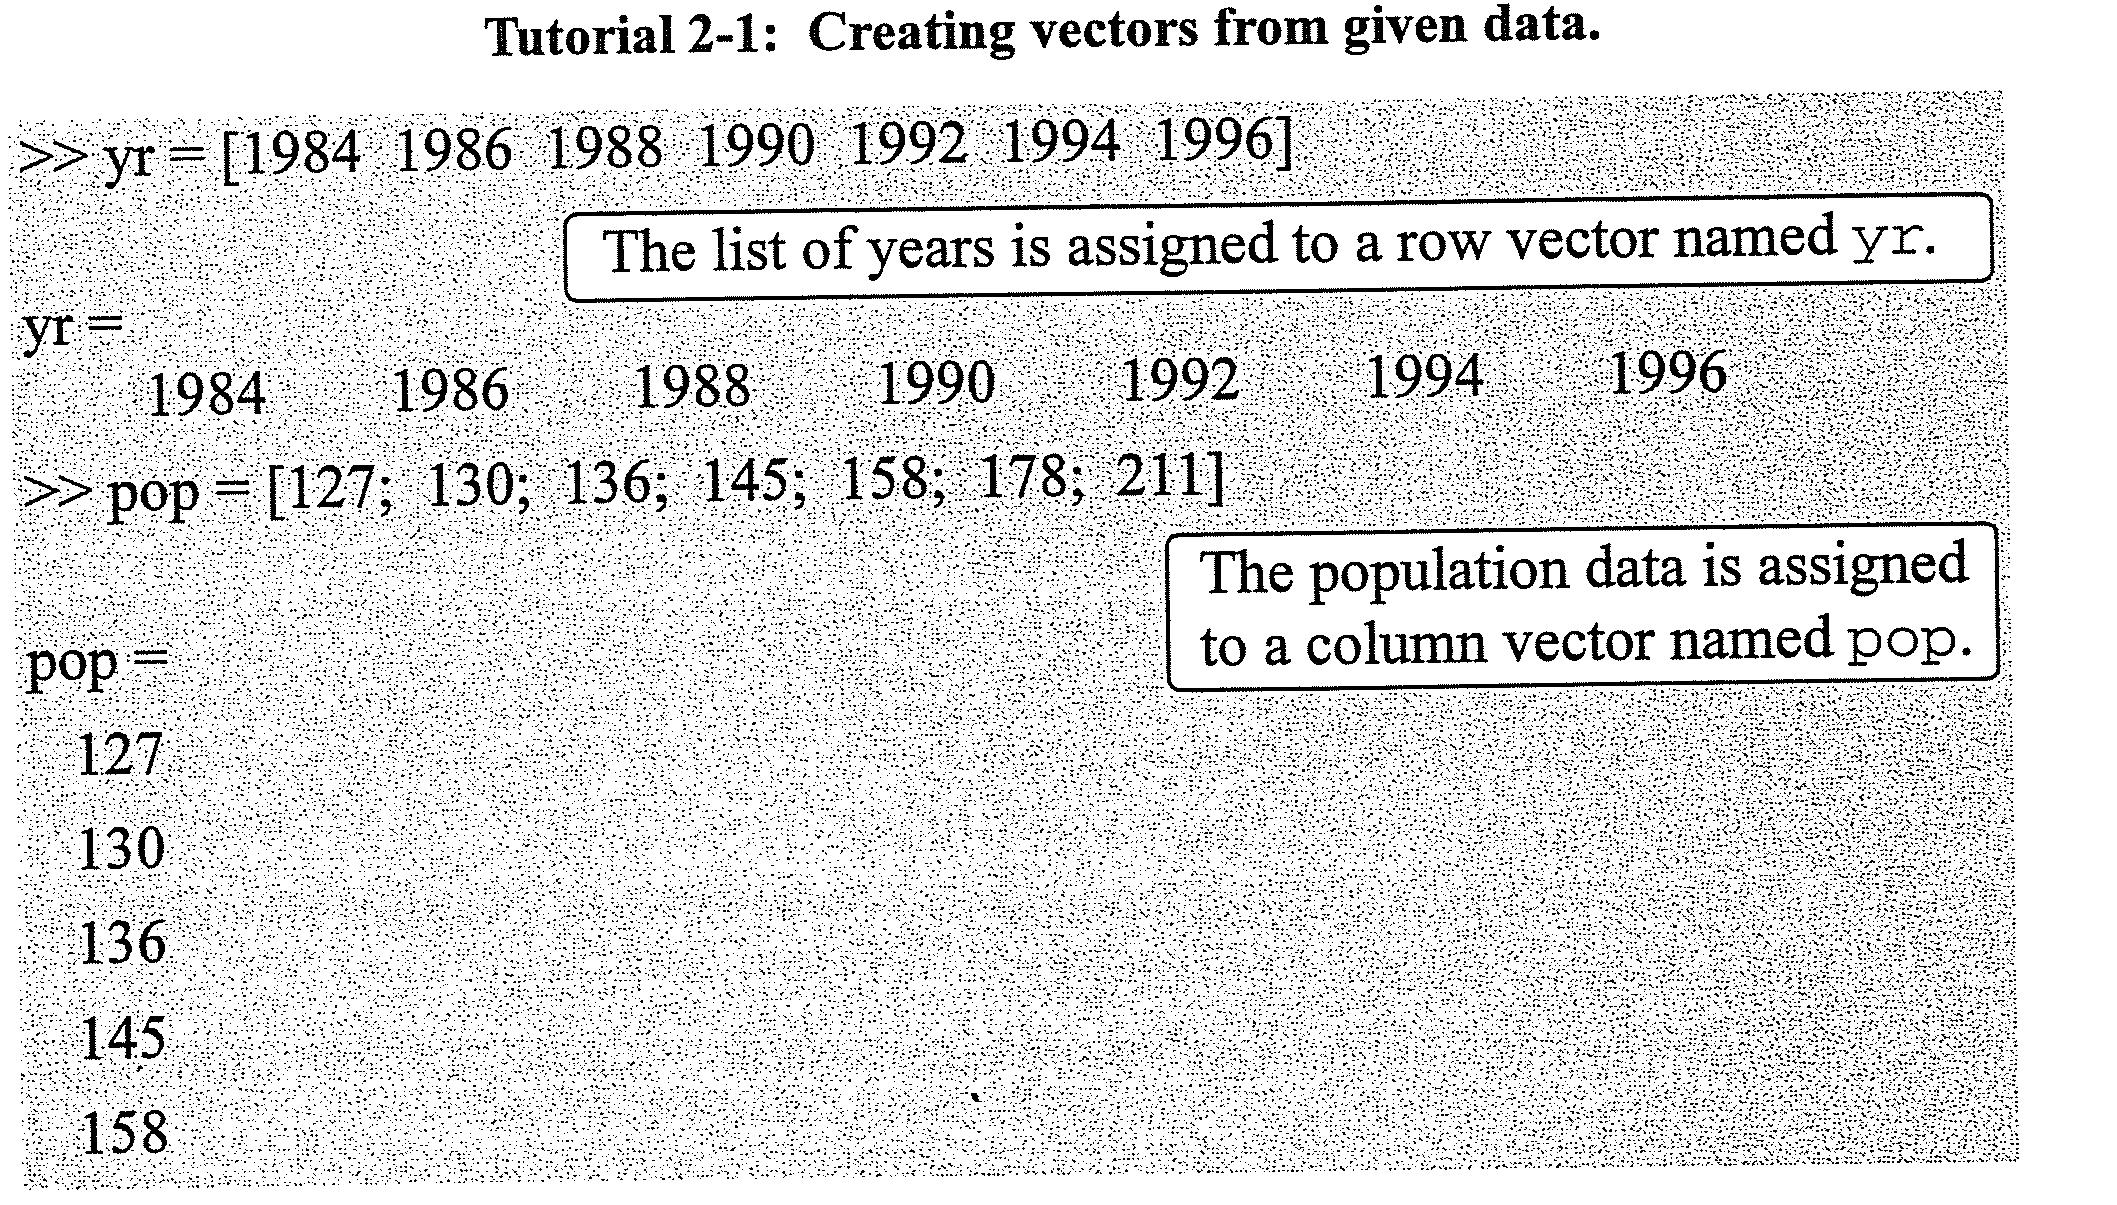 Tutorial 2-1: Creating vectors from given data.
>> yr = [1984 1986 1988 1990 1992 1994 1996]
The list of years is assigned to a row vector named yr.
yr =
1984 1986 1988 1990 1992 1994 1996
>> pop = [127; 130; 136; 145; 158; 178; 211]
The population data is assigned
to a column vector named pop.
pop =
127
130
136
145
158